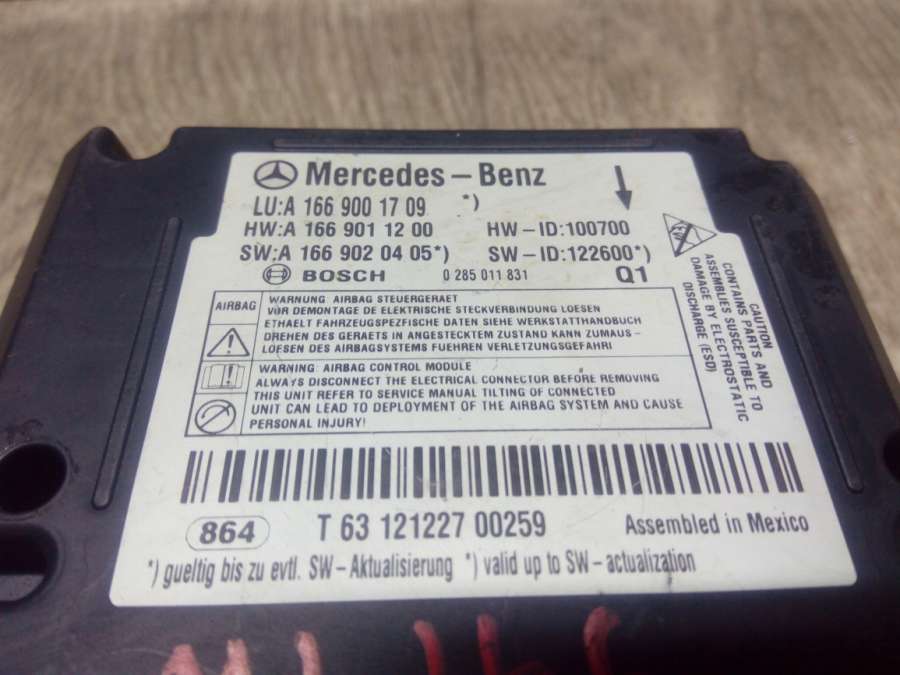 Mercedes-Benz
LU:A 166 900 17 09 *)
HW:A 166 901 12 00 HW-ID:100700
SW:A 166 902 04 05*) SW-ID:122600*)
BOSCH 0 285 011 831 Q1
AIRBAG
WARNUNG AIRBAG STEUERGERAET
VOR DEMONTAGE DE ELEKTRISCHE STECKVERBINDUNG LOESEN
ETHAELT FAHRZEUGSPEZFISCHE DATEN SIEHE WERKSTATTHANDBUCH
DREHEN DES GERAETS IN ANGESTECKTEM ZUSTAND KANN ZUMAUS-
LOESEN DES AIRBAGSYSTEMS FUEHREN VERLETZUNGSGEFAHRI
WARNING: AIRBAG CONTROL MODULE
ALWAYS DISCONNECT THE ELECTRICAL CONNECTOR BEFORE REMOVING
THIS UNIT REFER TO SERVICE MANUAL TILTING OF CONNECTED
UNIT CAN LEAD TO DEPLOYMENT OF THE AIRBAG SYSTEM AND CAUSE
PERSONAL INJURY!
CAUTION
CONTAINS PARTS AND
ASSEMBLIES SUSCEPTIBLE TO
DAMAGE BY ELECTROSTATIC
DISCHARGE (ESD)
864 T 63 121227 00259 Assembled in Mexico
*) gueltig bis zu evtl. SW-Aktualisierung *) valid up to SW-actualization